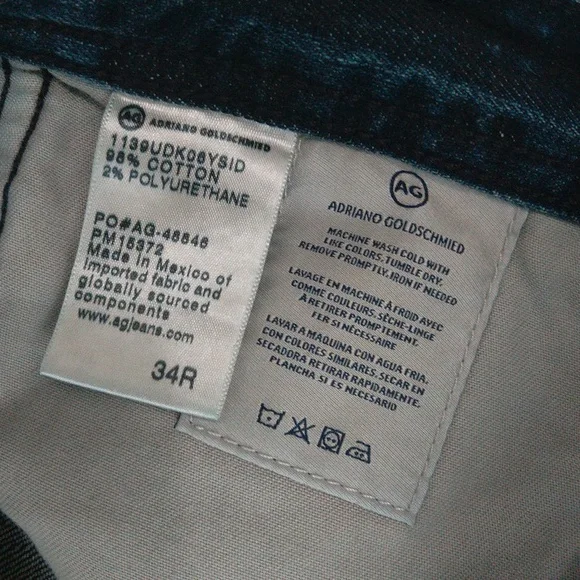 AG ADRIANO GOLDSCHMIED
1139UDK06YSID
98% COTTON
2% POLYURETHANE
PO#AG-48846
PM15372
Made in Mexico of
imported fabric and
globally sourced
components
www.agjeans.com
34R
AG
ADRIANO GOLDSCHMIED
MACHINE WASH COLD WITH
LIKE COLORS. TUMBLE DRY.
REMOVE PROMPTLY. IRON IF NEEDED
LAVAGE EN MACHINE À FROID AVEC
COMME COULEURS. SÈCHE-LINGE
À RETIRER PROMPTEMENT.
FER SI NÉCESSAIRE
LAVAR A MAQUINA CON AGUA FRIA.
CON COLORES SIMILARES. SECAR EN
SECADORA RETIRAR RAPIDAMENTE.
PLANCHA SI ES NECESARIO